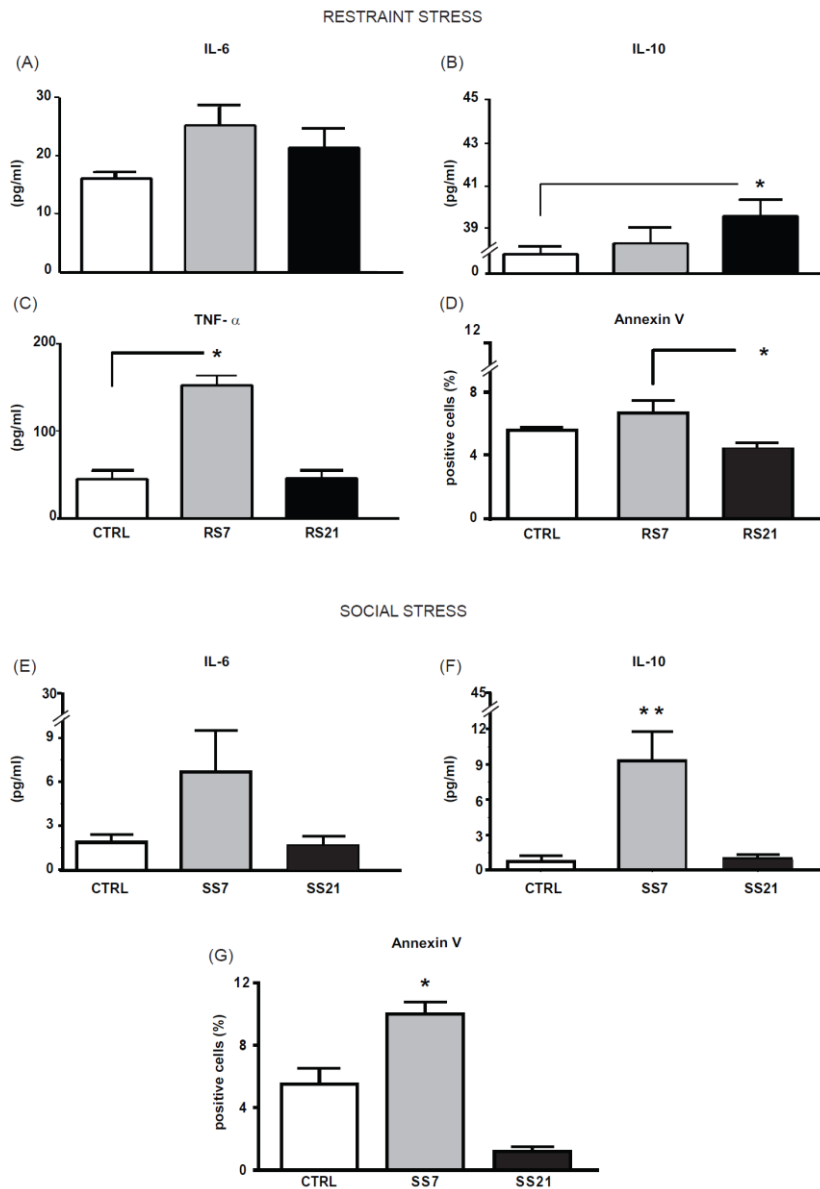 RESTRAINT STRESS
IL-6
IL-10
(A)
(B)
30
20
10
0
(pg/ml)
45
43
41
39
0
(pg/ml)
*
(C)
(D)
TNF- α
Annexin V
200
100
0
(pg/ml)
*
CTRL RS7 RS21
12
8
4
0
positive cells (%)
*
CTRL RS7 RS21
SOCIAL STRESS
(E)
(F)
IL-6
IL-10
30
9
6
3
0
(pg/ml)
CTRL SS7 SS21
45
12
9
6
3
0
(pg/ml)
* *
CTRL SS7 SS21
(G)
Annexin V
12
8
4
0
positive cells (%)
*
CTRL SS7 SS21